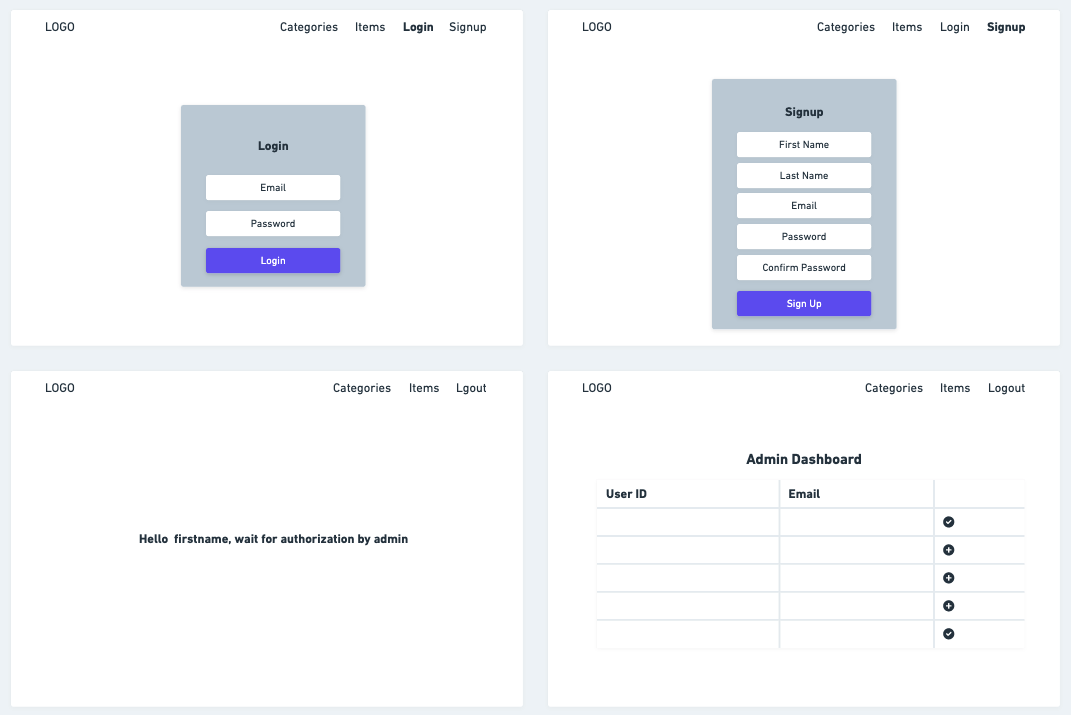 LOGO Categories Items Login Signup
Login
Email
Password
Login
LOGO Categories Items Login Signup
Signup
First Name
Last Name
Email
Password
Confirm Password
Sign Up
LOGO Categories Items Lgout
Hello firstname, wait for authorization by admin
LOGO Categories Items Logout
Admin Dashboard
User ID Email